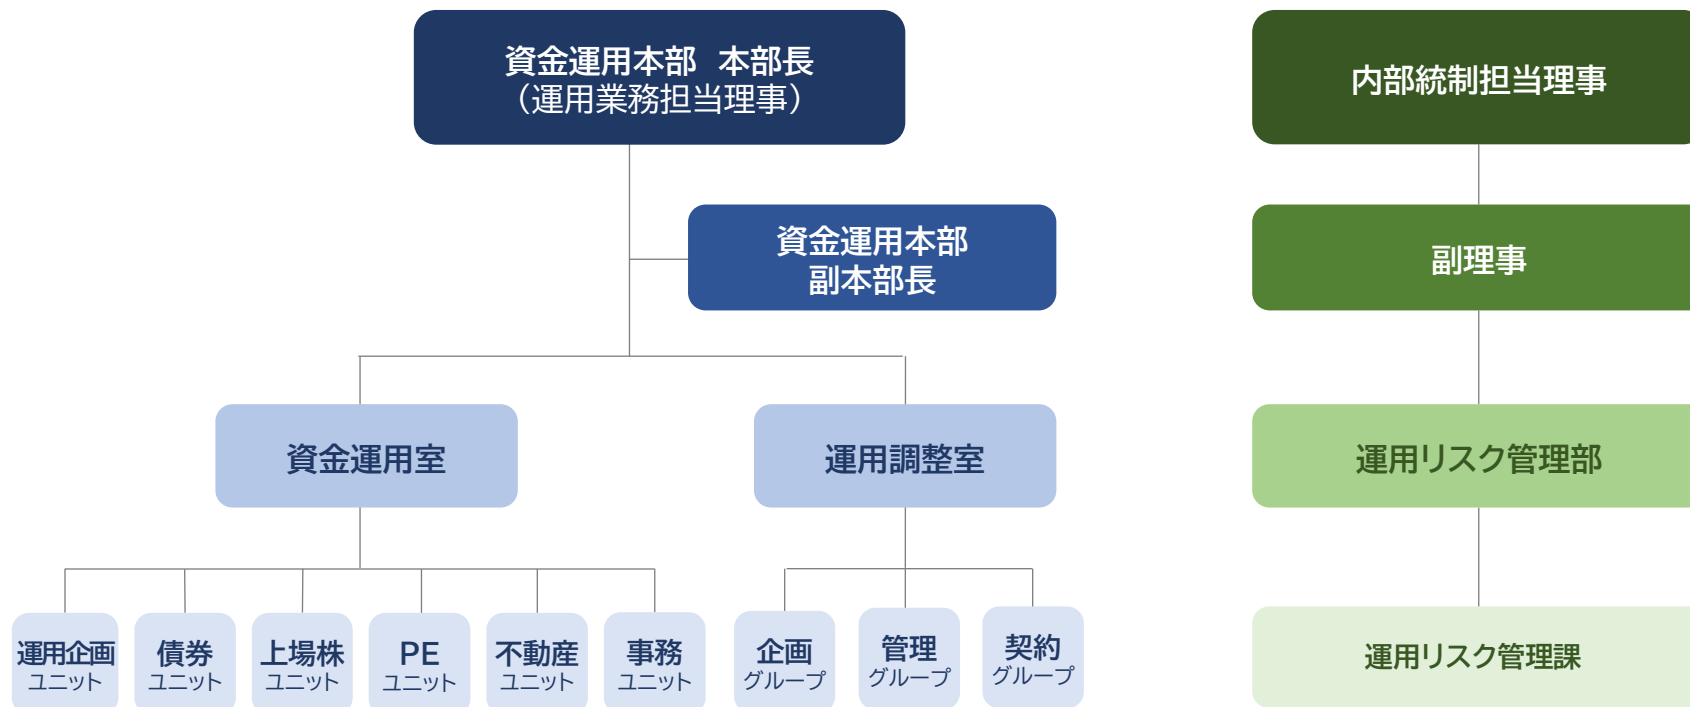 資金運用本部　本部長
（運用業務担当理事）
内部統制担当理事
資金運用本部
副本部長
副理事
資金運用室
運用調整室
運用リスク管理部
運用企画
ユニット
債券
ユニット
上場株
ユニット
PE
ユニット
不動産
ユニット
事務
ユニット
企画
グループ
管理
グループ
契約
グループ
運用リスク管理課